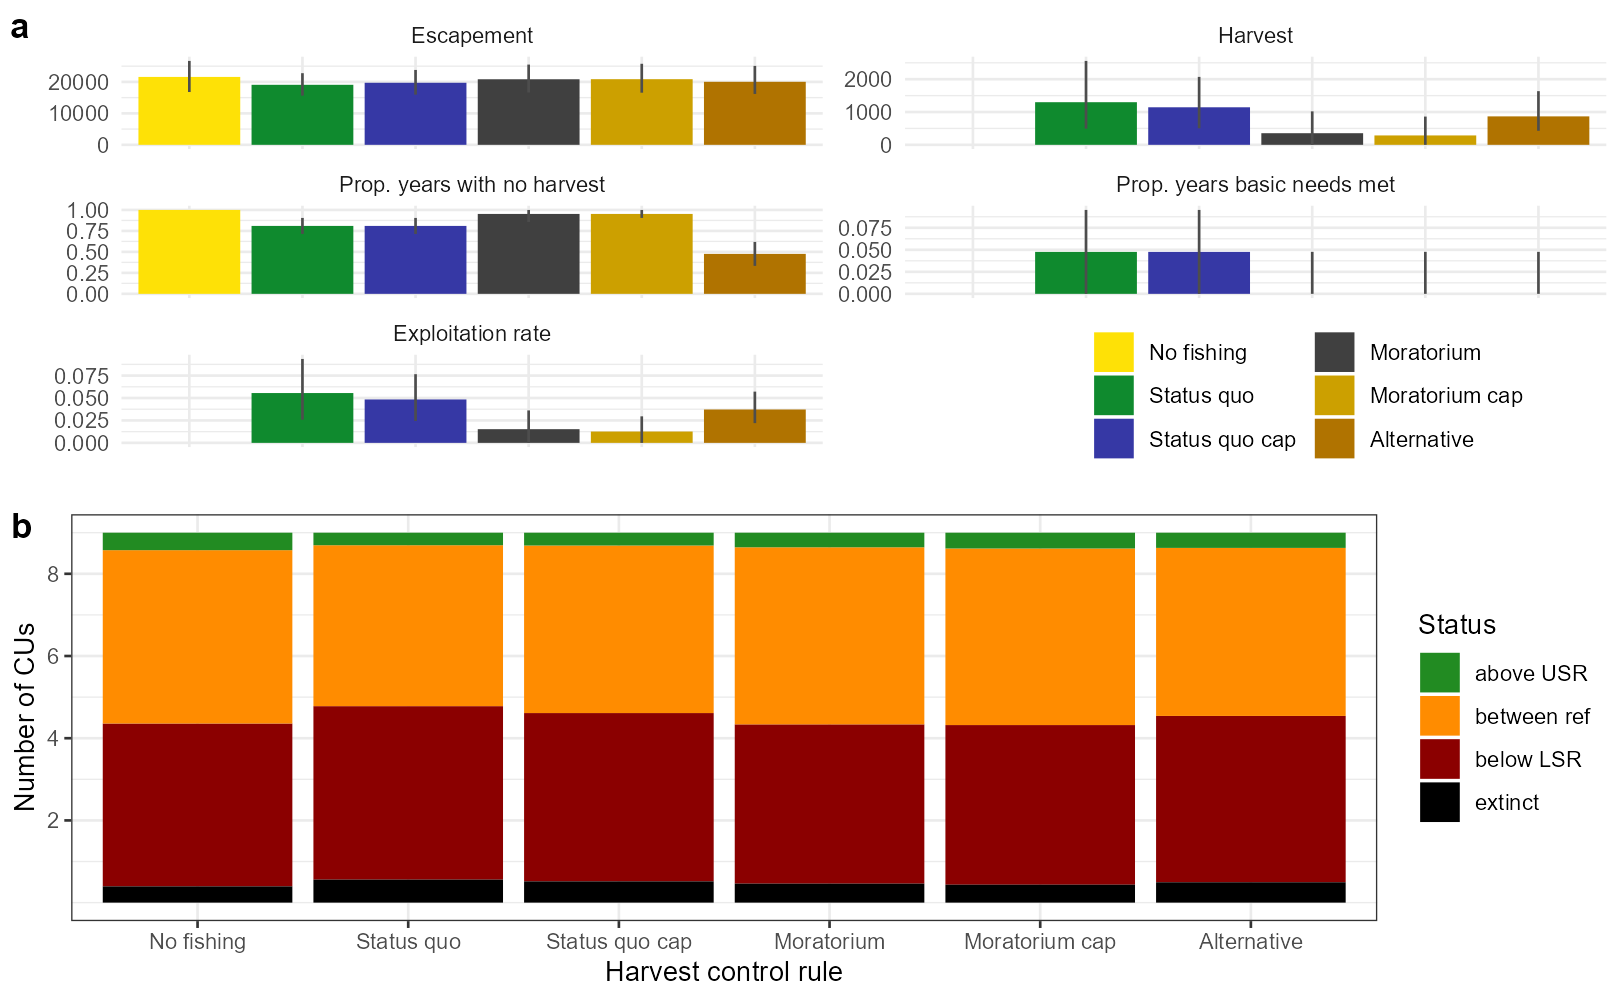 a
Escapement
20000
10000
0
Harvest
2000
1000
0
Prop. years with no harvest
1.00
0.75
0.50
0.25
0.00
Prop. years basic needs met
0.075
0.050
0.025
0.000
Exploitation rate
0.075
0.050
0.025
0.000
No fishing
Status quo
Status quo cap
Moratorium
Moratorium cap
Alternative
b
Number of CUs
8
6
4
2
No fishing
Status quo
Status quo cap
Moratorium
Moratorium cap
Alternative
Harvest control rule
Status
above USR
between ref
below LSR
extinct